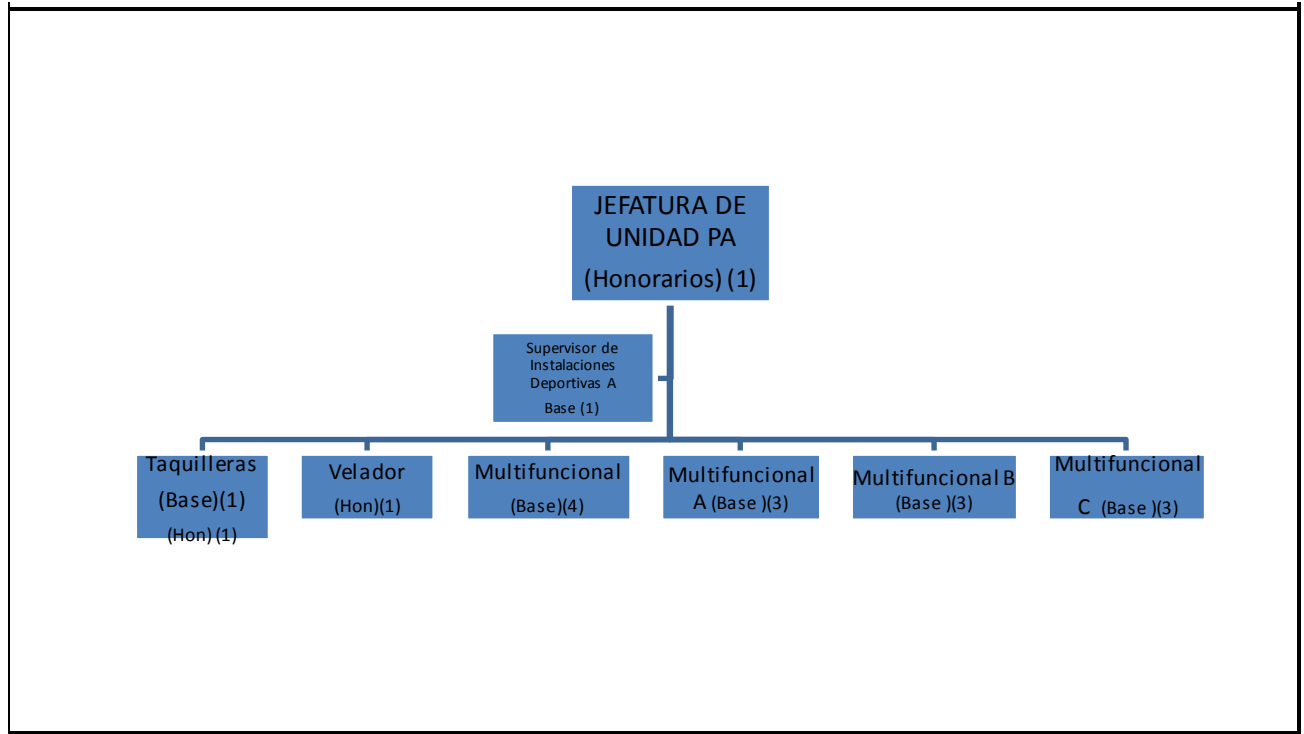 JEFATURA DE
UNIDAD PA
(Honorarios) (1)
Supervisor de
Instalaciones
Deportivas A
Base (1)
Taquilleras
(Base)(1)
(Hon) (1)
Velador
(Hon)(1)
Multifuncional
(Base)(4)
Multifuncional
A (Base )(3)
Multifuncional B
(Base )(3)
Multifuncional
C (Base )(3)